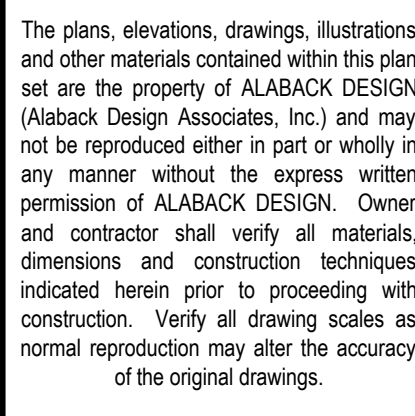 The plans, elevations, drawings, illustrations
and other materials contained within this plan
set are the property of ALABACK DESIGN
(Alaback Design Associates, Inc.) and may
not be reproduced either in part or wholly in
any manner without the express written
permission of ALABACK DESIGN. Owner
and contractor shall verify all materials,
dimensions and construction techniques
indicated herein prior to proceeding with
construction. Verify all drawing scales as
normal reproduction may alter the accuracy
of the original drawings.